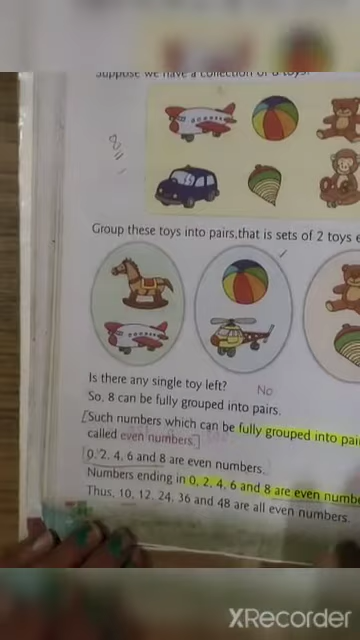 Suppose we have a collection of 8 toys.
8
Group these toys into pairs, that is sets of 2 toys
Is there any single toy left? No
So, 8 can be fully grouped into pairs.
[Such numbers which can be fully grouped into
called even numbers.]
0, 2, 4, 6 and 8 are even numbers.
Numbers ending in 0, 2, 4, 6 and 8 are even
Thus, 10, 12, 24, 36 and 48 are all even numbers.
XRecorder